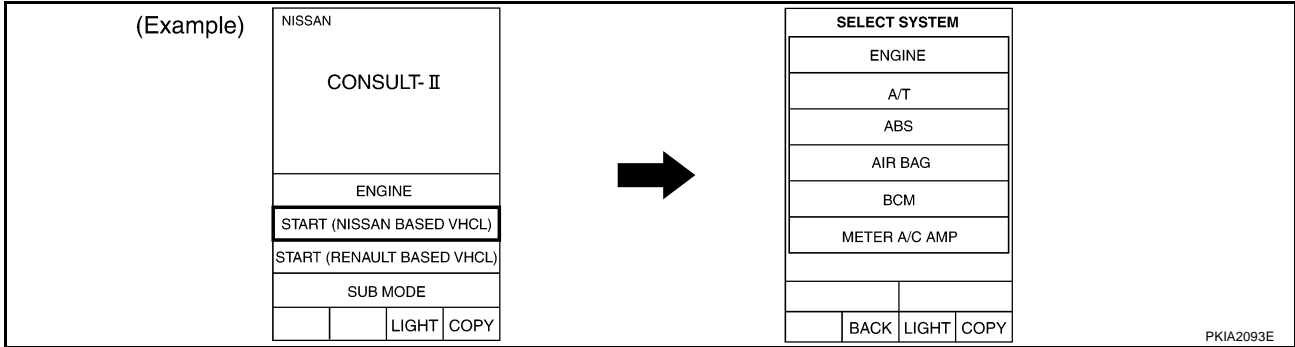 (Example)
NISSAN
CONSULT-II
ENGINE
START (NISSAN BASED VHCL)
START (RENAULT BASED VHCL)
SUB MODE
LIGHT COPY
SELECT SYSTEM
ENGINE
A/T
ABS
AIR BAG
BCM
METER A/C AMP
BACK LIGHT COPY
PKIA2093E